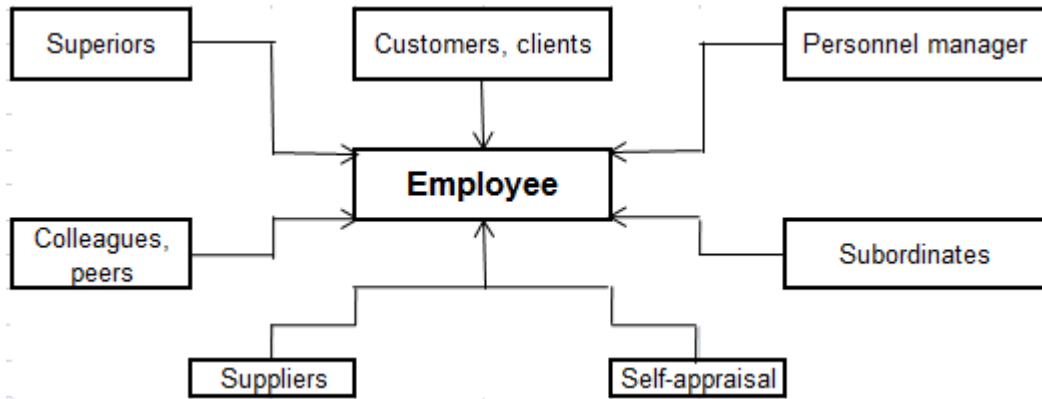 Superiors
Customers, clients
Personnel manager
Employee
Colleagues,
peers
Subordinates
Suppliers
Self-appraisal